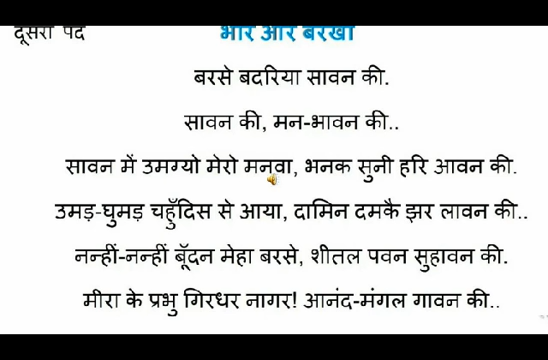 दूसरा पद
भोर और बरखा
बरसे बदरिया सावन की.
सावन की, मन-भावन की..
सावन में उमग्यो मेरो मनवा, भनक सुनी हरि आवन की.
उमड़-घुमड़ चहुँदिस से आया, दामिन दमकै झर लावन की..
नन्हीं-नन्हीं बूँदन मेहा बरसे, शीतल पवन सुहावन की.
मीरा के प्रभु गिरधर नागर! आनंद-मंगल गावन की..